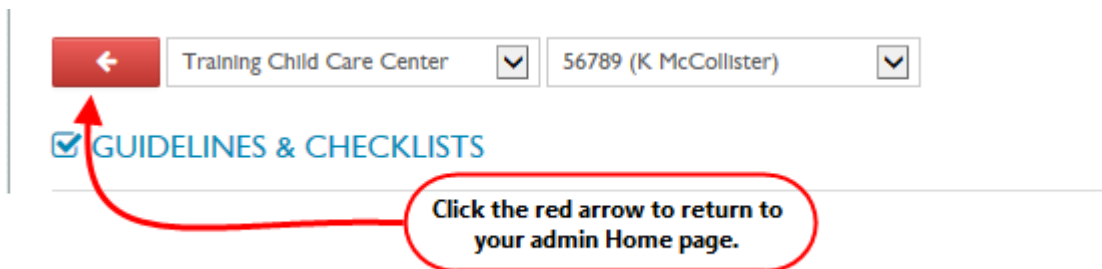 Training Child Care Center 56789 (K McCollister)
GUIDELINES & CHECKLISTS
Click the red arrow to return to
your admin Home page.